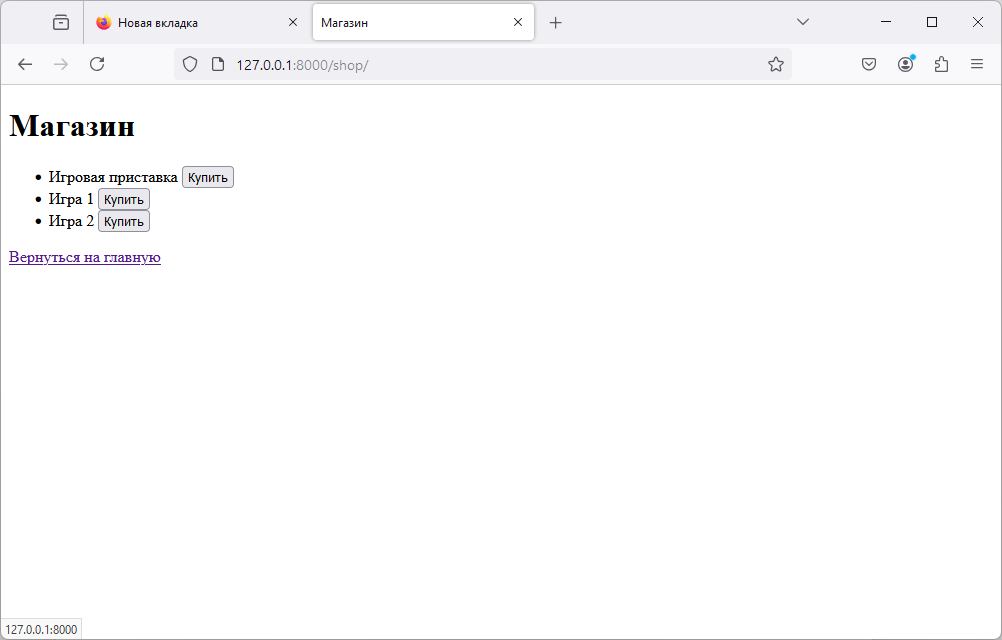 Новая вкладка
Магазин
127.0.0.1:8000/shop/
Магазин
Игровая приставка Купить
Игра 1 Купить
Игра 2 Купить
Вернуться на главную
127.0.0.1:8000